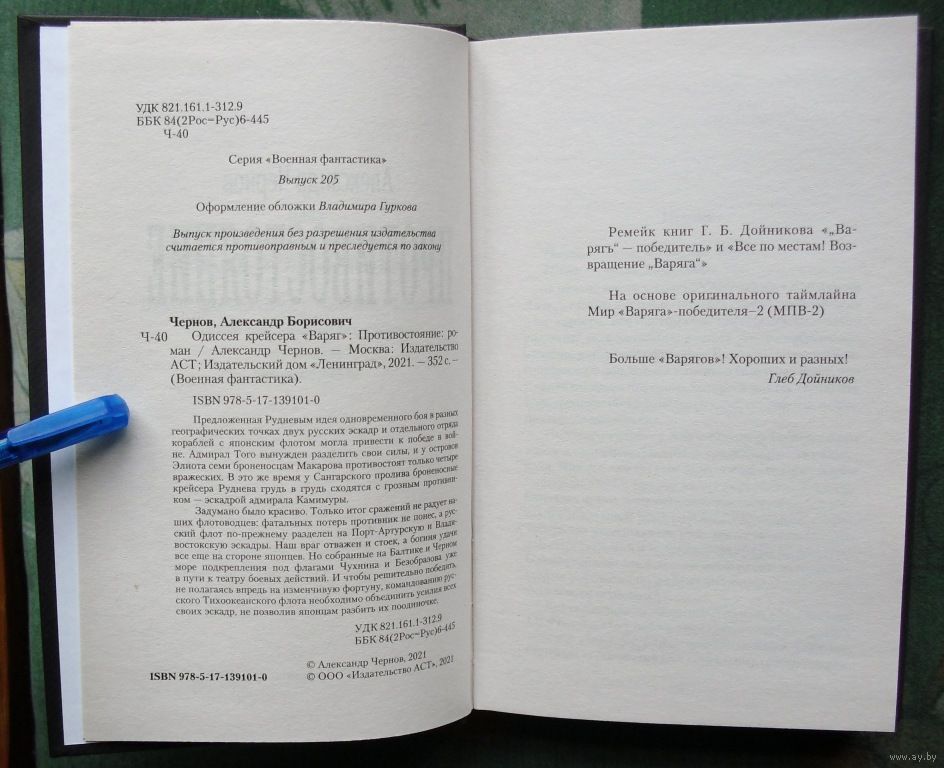 УДК 821.161.1-312.9
ББК 84(2Рос=Рус)6-445
Ч-40
Серия «Военная фантастика»
Выпуск 205
Оформление обложки Владимира Гуркова
Выпуск произведения без разрешения издательства
считается противоправным и преследуется по закону
Чернов, Александр Борисович
Ч-40 Одиссея крейсера «Варяг»: Противостояние: ро-
ман / Александр Чернов. — Москва: Издательство
АСТ; Издательский дом «Ленинград», 2021. — 352 с. —
(Военная фантастика).
ISBN 978-5-17-139101-0
Предложенная Рудневым идея одновременного боя в разных
географических точках двух русских эскадр и отдельного отряда
кораблей с японским флотом могла привести к победе в вой-
не. Адмирал Того вынужден разделить свои силы, и у островов
Элиота семи броненосцам Макарова противостоят только четыре
вражеских. В это же время у Сангарского пролива броненосные
крейсера Руднева грудь в грудь сходятся с грозным противни-
ком — эскадрой адмирала Камимуры.
Задумано было красиво. Только итог сражений не радует на-
ших флотоводцев: фатальных потерь противник не понес, а рус-
ский флот по-прежнему разделен на Порт-Артурскую и Влади-
востокскую эскадры. Наш враг отважен и стоек, а богиня удачи
все еще на стороне японцев. Но собранные на Балтике и Черном
море подкрепления под флагами Чухнина и Безобразова уже
в пути к театру боевых действий. И чтобы решительно победить,
не полагаясь впредь на изменчивую фортуну, командованию рус-
ского Тихоокеанского флота необходимо объединить усилия всех
своих эскадр, не позволив японцам разбить их поодиночке.
УДК 821.161.1-312.9
ББК 84(2Рос=Рус)6-445
© Александр Чернов, 2021
ISBN 978-5-17-139101-0 © ООО «Издательство АСТ», 2021
Ремейк книг Г. Б. Дойникова «„Ва-
рягъ“ — победитель» и «Все по местам! Воз-
вращение „Варяга“»
На основе оригинального таймлайна
Мир «Варяга»-победителя–2 (МПВ-2)
Больше «Варягов»! Хороших и разных!
Глеб Дойников
www.ay.by